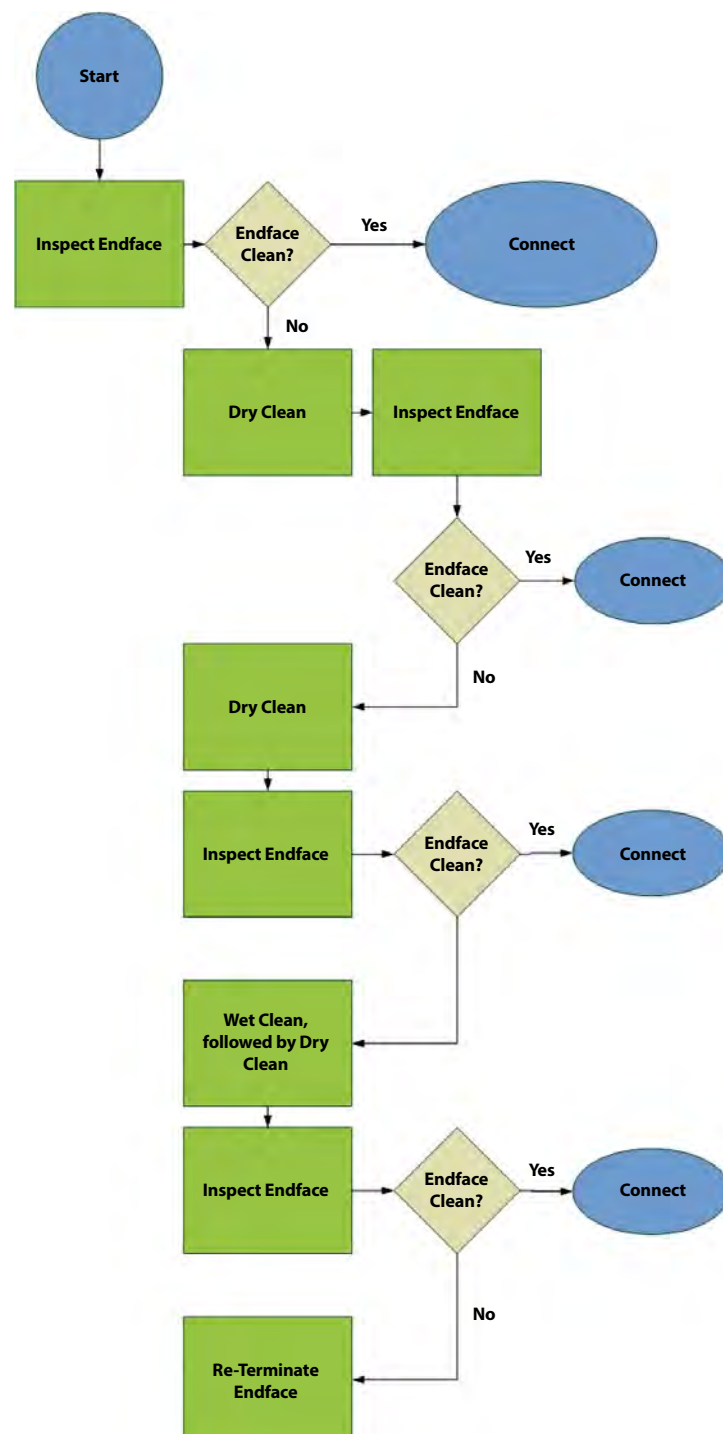 Start
Inspect Endface
Endface
Clean?
Yes
Connect
No
Dry Clean
Inspect Endface
Endface
Clean?
Yes
Connect
No
Dry Clean
Inspect Endface
Endface
Clean?
Yes
Connect
Wet Clean,
followed by Dry
Clean
Inspect Endface
Endface
Clean?
Yes
Connect
No
Re-Terminate
Endface